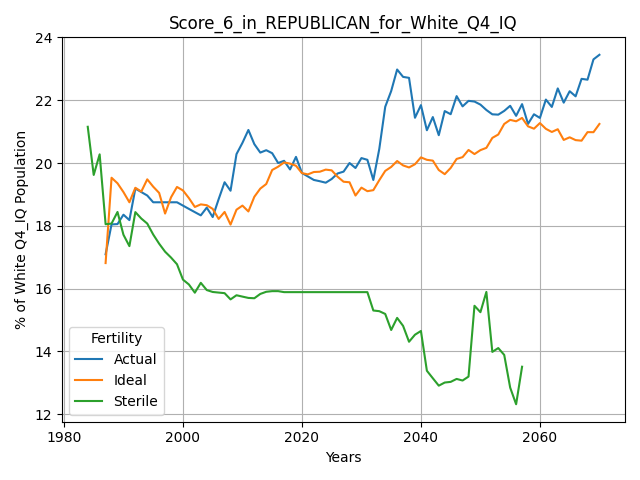 Score_6_in_REPUBLICAN_for_White_Q4_IQ
% of White Q4_IQ Population
24
22
20
18
16
14
12
Fertility
Actual
Ideal
Sterile
1980
2000
2020
2040
2060
Years